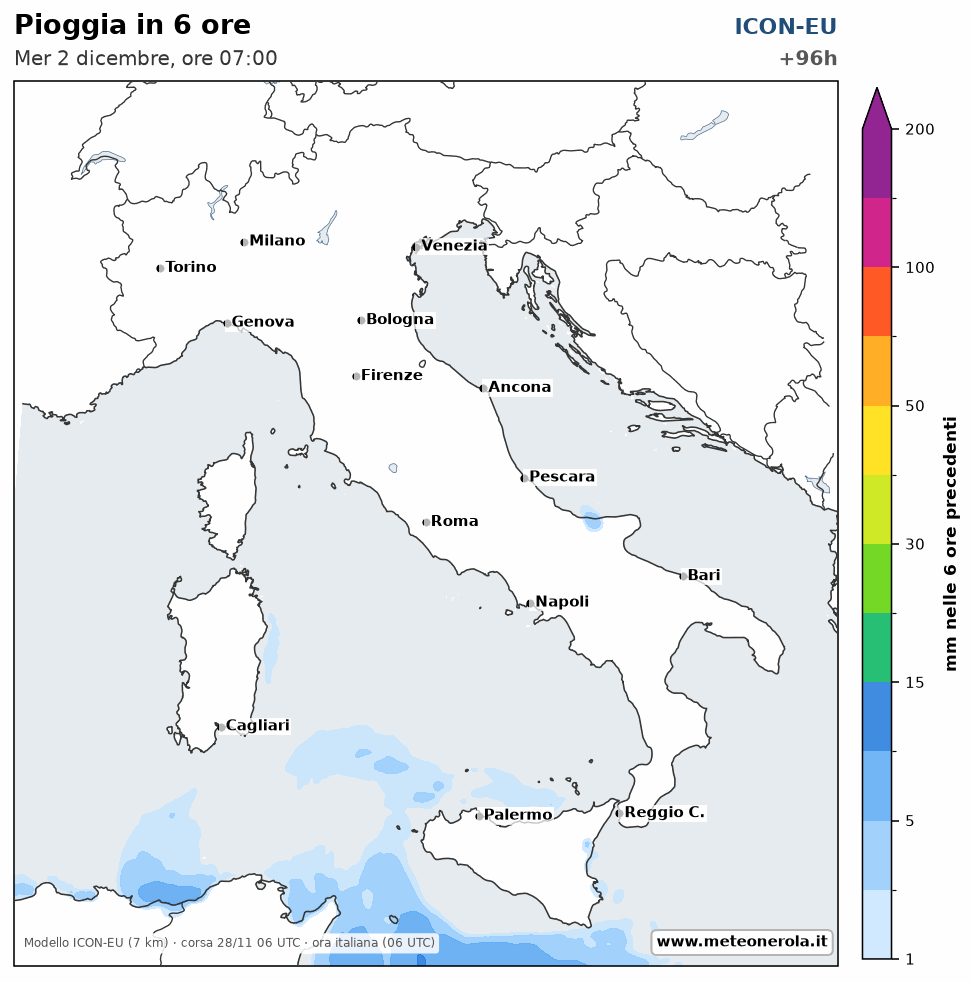 Pioggia in 6 ore
ICON-EU
Mer 2 dicembre, ore 07:00
+96h
200
100
50
30
15
5
1
mm nelle 6 ore precedenti
Venezia
Milano
Torino
Bologna
Genova
Firenze
Ancona
Pescara
Roma
Bari
Napoli
Cagliari
Reggio C.
Palermo
Modello ICON-EU (7 km) · corsa 28/11 06 UTC · ora italiana (06 UTC)
www.meteonerola.it